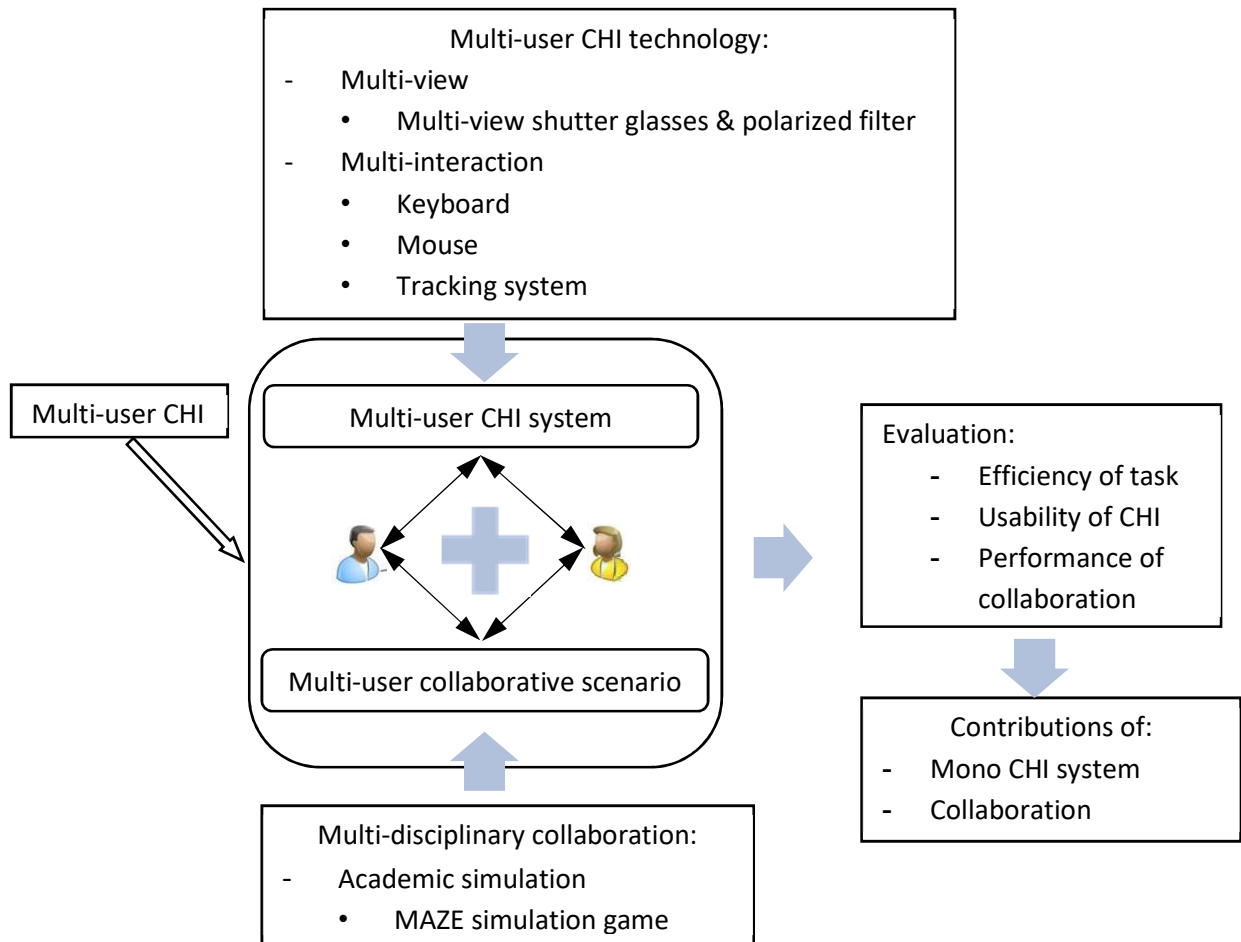 Multi-user CHI technology:
- Multi-view
• Multi-view shutter glasses & polarized filter
- Multi-interaction
• Keyboard
• Mouse
• Tracking system
Multi-user CHI
Multi-user CHI system
Multi-user collaborative scenario
Evaluation:
- Efficiency of task
- Usability of CHI
- Performance of
collaboration
Contributions of:
- Mono CHI system
- Collaboration
Multi-disciplinary collaboration:
- Academic simulation
• MAZE simulation game